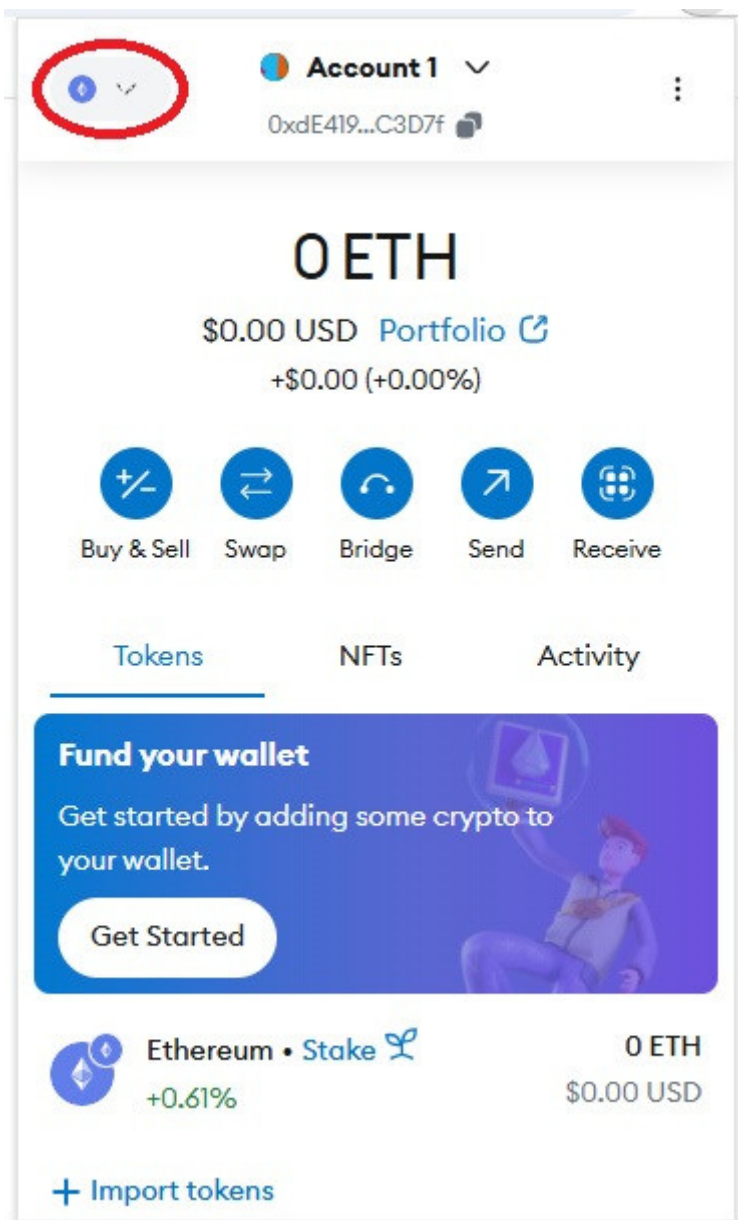 Account 1
0xdE419...C3D7f
0 ETH
$0.00 USD Portfolio
+$0.00 (+0.00%)
Buy & Sell Swap Bridge Send Receive
Tokens NFTs Activity
Fund your wallet
Get started by adding some crypto to
your wallet.
Get Started
Ethereum • Stake 0 ETH
+0.61% $0.00 USD
+ Import tokens